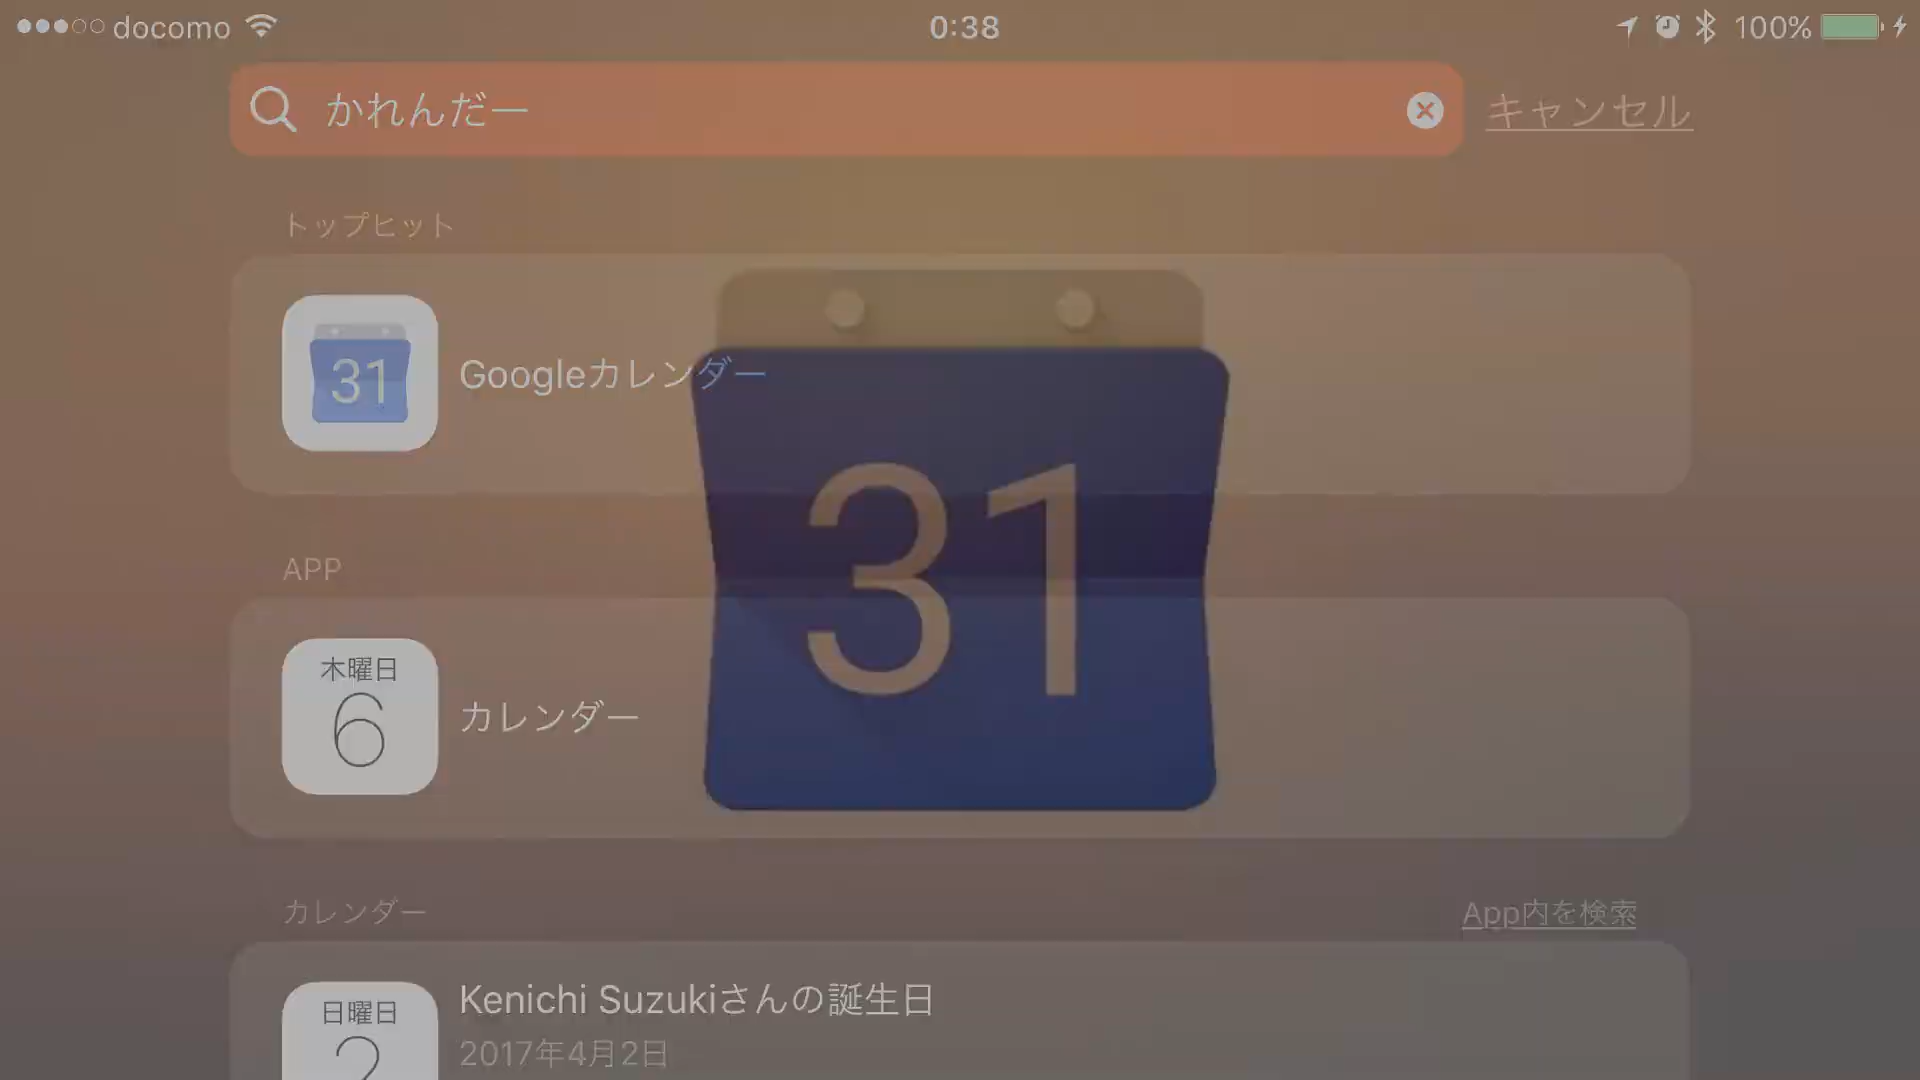 docomo 0:38 100%
かれんだー キャンセル
トップヒット
31 Googleカレンダー
31
APP
木曜日
6
カレンダー
カレンダー App内を検索
日曜日
2
Kenichi Suzukiさんの誕生日
2017年4月2日